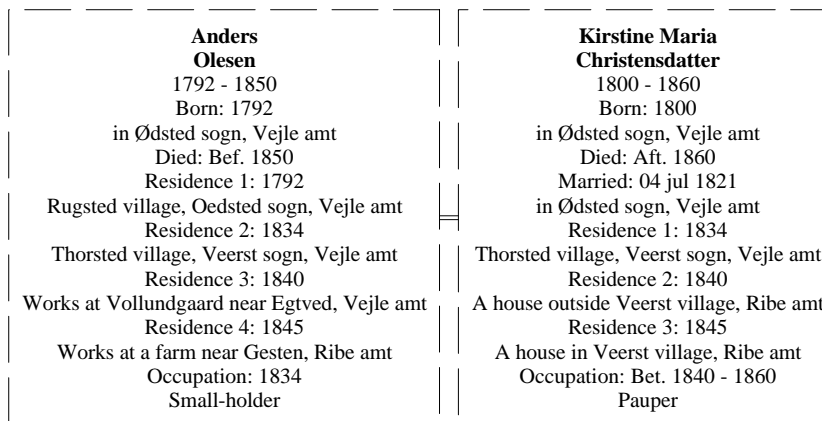 Anders
Olesen
1792 - 1850
Born: 1792
in Ødsted sogn, Vejle amt
Died: Bef. 1850
Residence 1: 1792
Rugsted village, Oedsted sogn, Vejle amt
Residence 2: 1834
Thorsted village, Veerst sogn, Vejle amt
Residence 3: 1840
Works at Vollundgaard near Egtved, Vejle amt
Residence 4: 1845
Works at a farm near Gesten, Ribe amt
Occupation: 1834
Small-holder
Kirstine Maria
Christensdatter
1800 - 1860
Born: 1800
in Ødsted sogn, Vejle amt
Died: Aft. 1860
Married: 04 jul 1821
in Ødsted sogn, Vejle amt
Residence 1: 1834
Thorsted village, Veerst sogn, Vejle amt
Residence 2: 1840
A house outside Veerst village, Ribe amt
Residence 3: 1845
A house in Veerst village, Ribe amt
Occupation: Bet. 1840 - 1860
Pauper